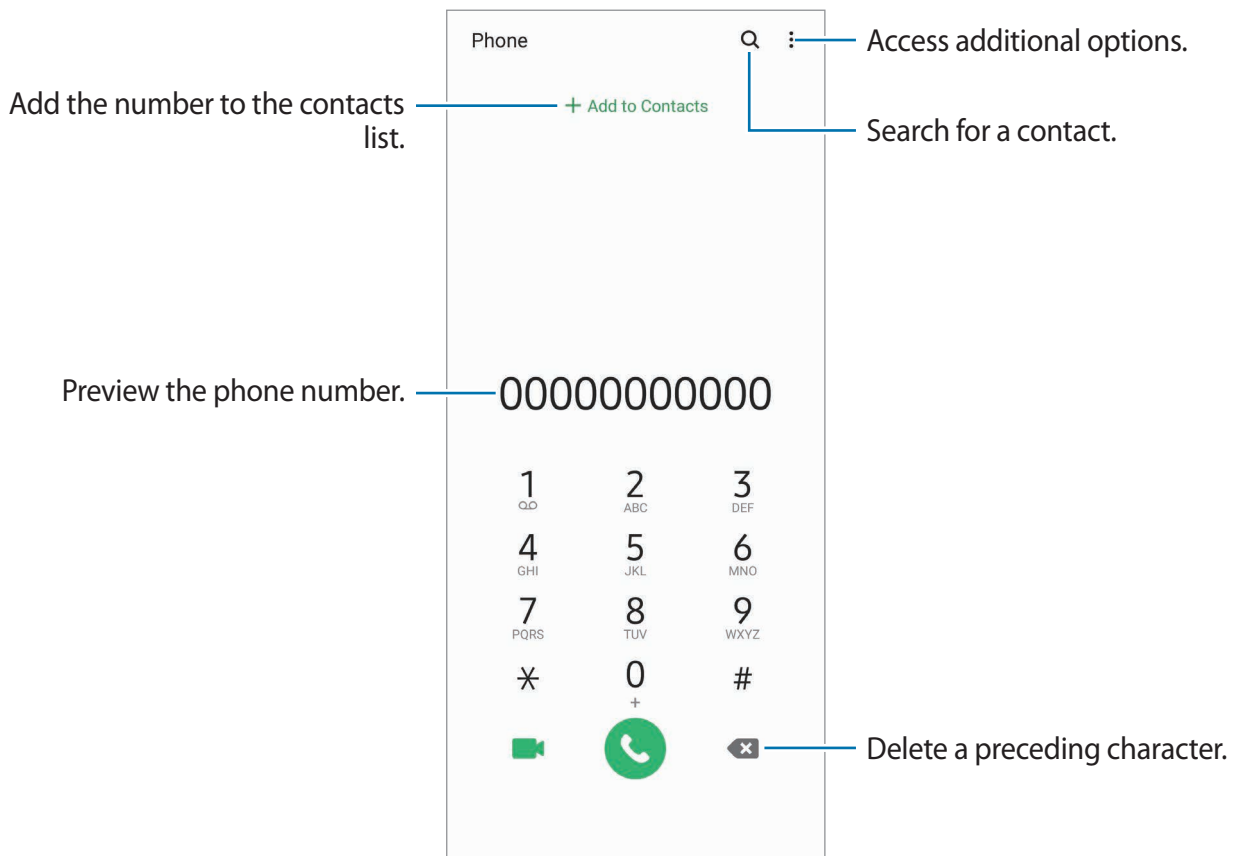 Phone
Access additional options.
Add the number to the contacts
list.
+ Add to Contacts
Search for a contact.
Preview the phone number.
00000000000
1 2 3
ABC DEF
4 5 6
GHI JKL MNO
7 8 9
PQRS TUV WXYZ
* 0 #
+
Delete a preceding character.